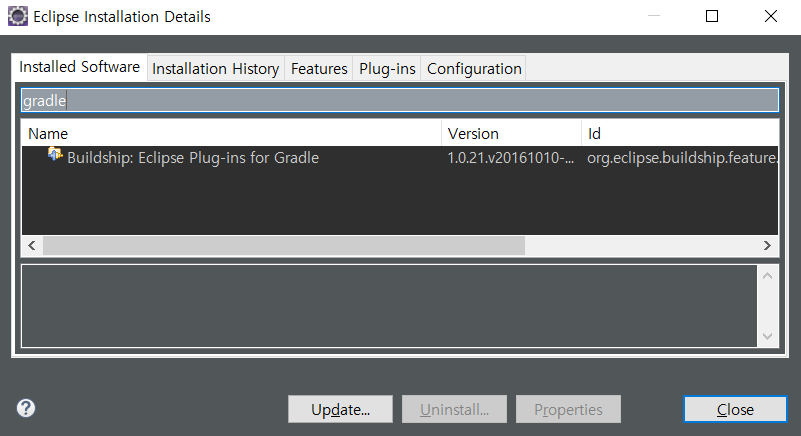 Eclipse Installation Details
Installed Software Installation History Features Plug-ins Configuration
gradle
Name Version Id
Buildship: Eclipse Plug-ins for Gradle 1.0.21.v20161010-... org.eclipse.buildship.feature.
Update... Uninstall... Properties Close